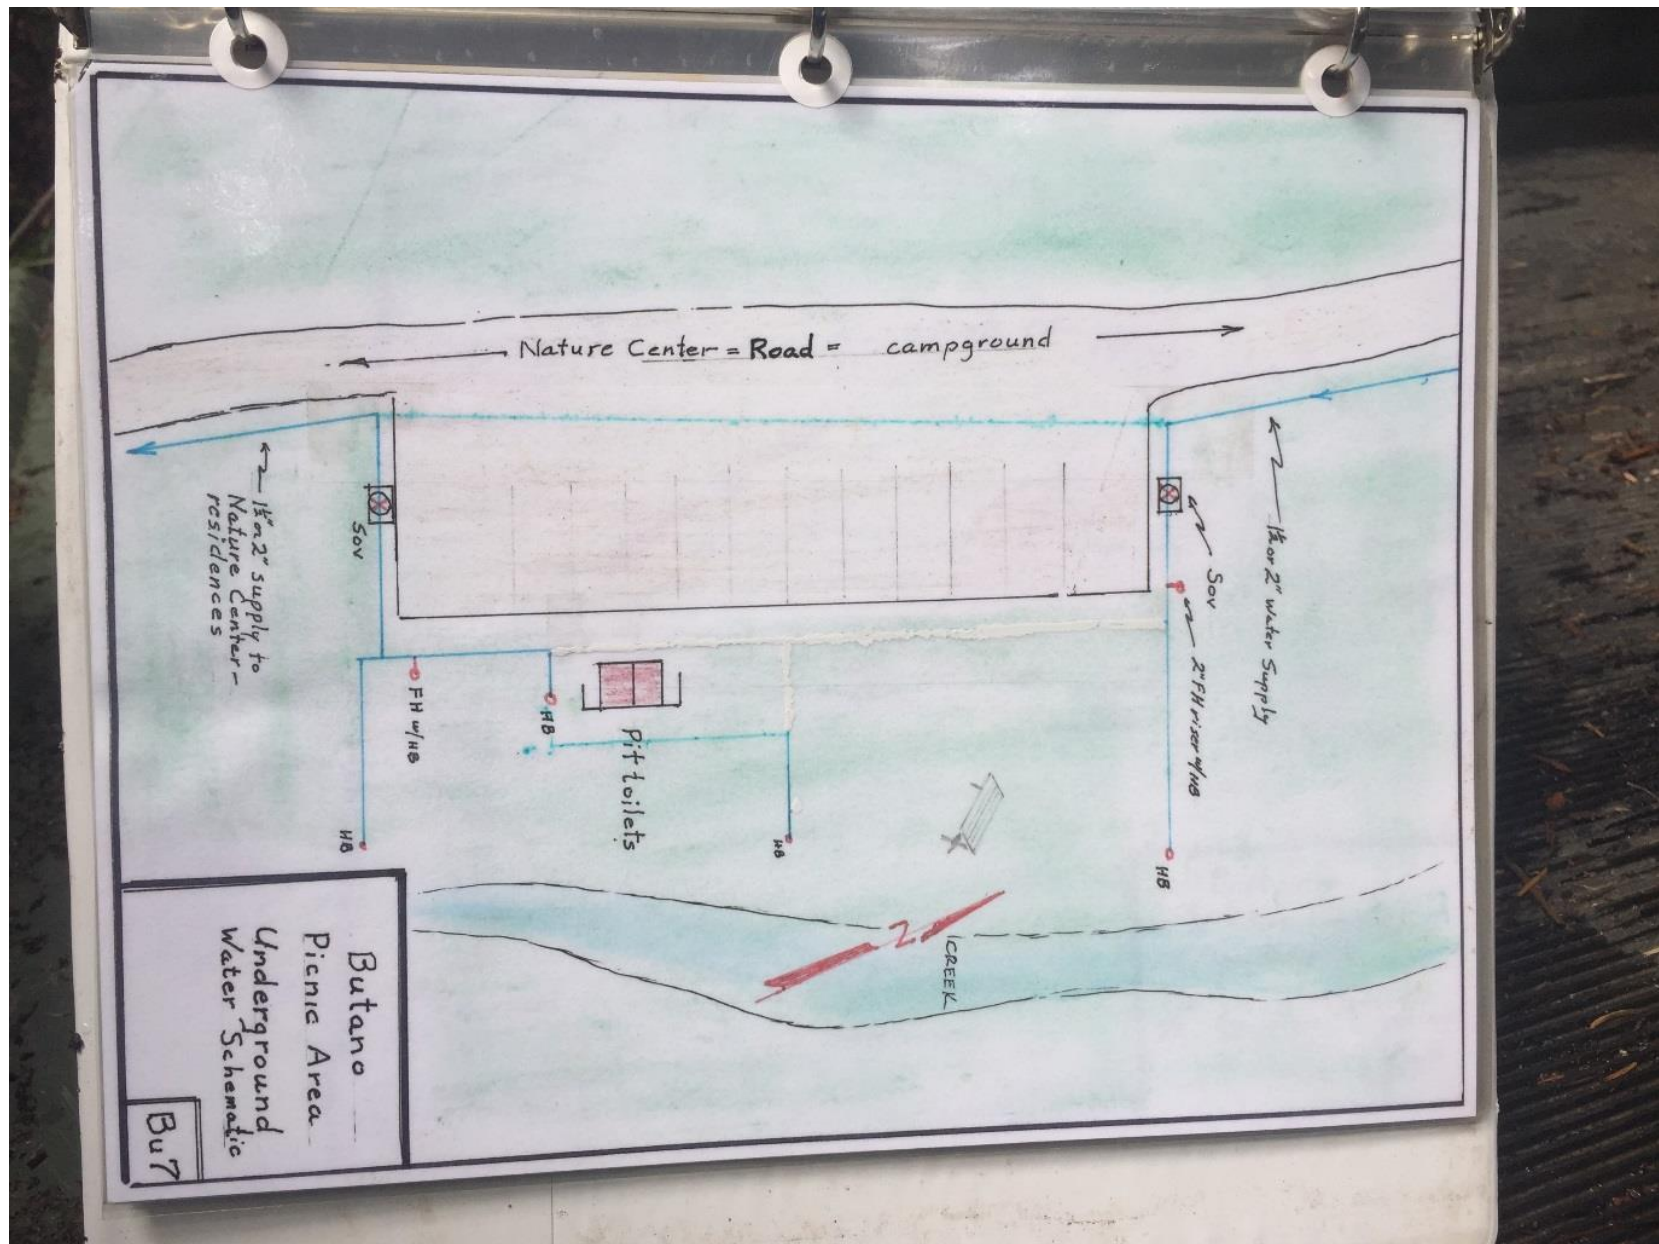 Nature Center = Road = campground
1½ or 2" Water Supply
Sov
2" FH riser w/HB
HB
1½ or 2" supply to
Nature Center-
residences
Sov
FH w/HB
HB
Pit toilets
HB
HB
N
CREEK
Butano
Picnic Area
Underground
Water Schematic
Bu7